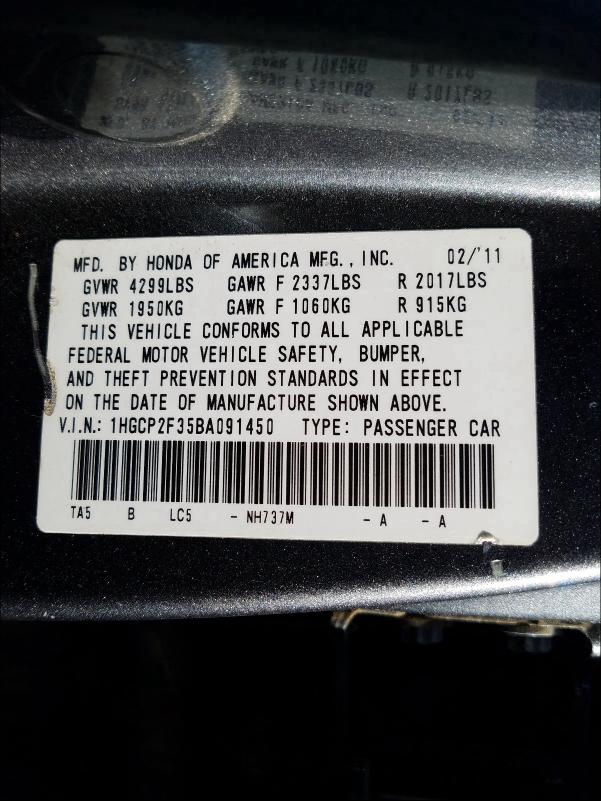 MFD. BY HONDA OF AMERICA MFG., INC. 02/'11
GVWR 4299LBS GAWR F 2337LBS R 2017LBS
GVWR 1950KG GAWR F 1060KG R 915KG
THIS VEHICLE CONFORMS TO ALL APPLICABLE
FEDERAL MOTOR VEHICLE SAFETY, BUMPER,
AND THEFT PREVENTION STANDARDS IN EFFECT
ON THE DATE OF MANUFACTURE SHOWN ABOVE.
V.I.N.: 1HGCP2F35BA091450 TYPE: PASSENGER CAR
TA5 B LC5 - NH737M - A - A